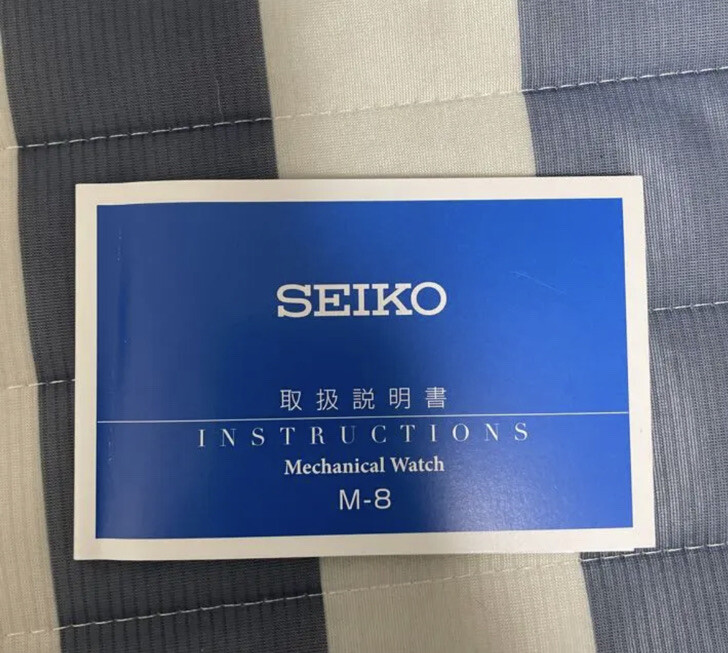 SEIKO
取扱説明書
INSTRUCTIONS
Mechanical Watch
M-8